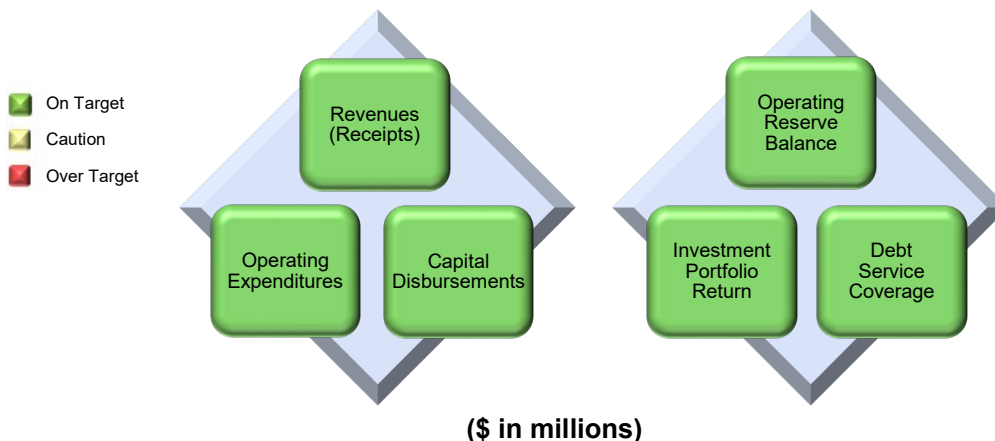 On Target
Caution
Over Target
Revenues
(Receipts)
Operating
Expenditures
Capital
Disbursements
Operating
Reserve
Balance
Investment
Portfolio
Return
Debt
Service
Coverage
($ in millions)